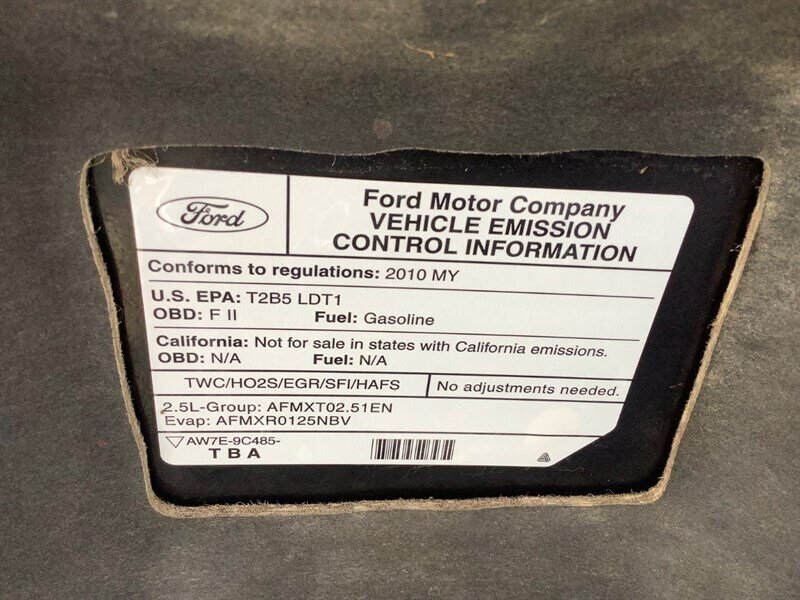 Ford
Ford Motor Company
VEHICLE EMISSION
CONTROL INFORMATION
Conforms to regulations: 2010 MY
U.S. EPA: T2B5 LDT1
OBD: F II Fuel: Gasoline
California: Not for sale in states with California emissions.
OBD: N/A Fuel: N/A
TWC/HO2S/EGR/SFI/HAFS No adjustments needed.
2.5L-Group: AFMXT02.51EN
Evap: AFMXR0125NBV
AW7E-9C485-
TBA